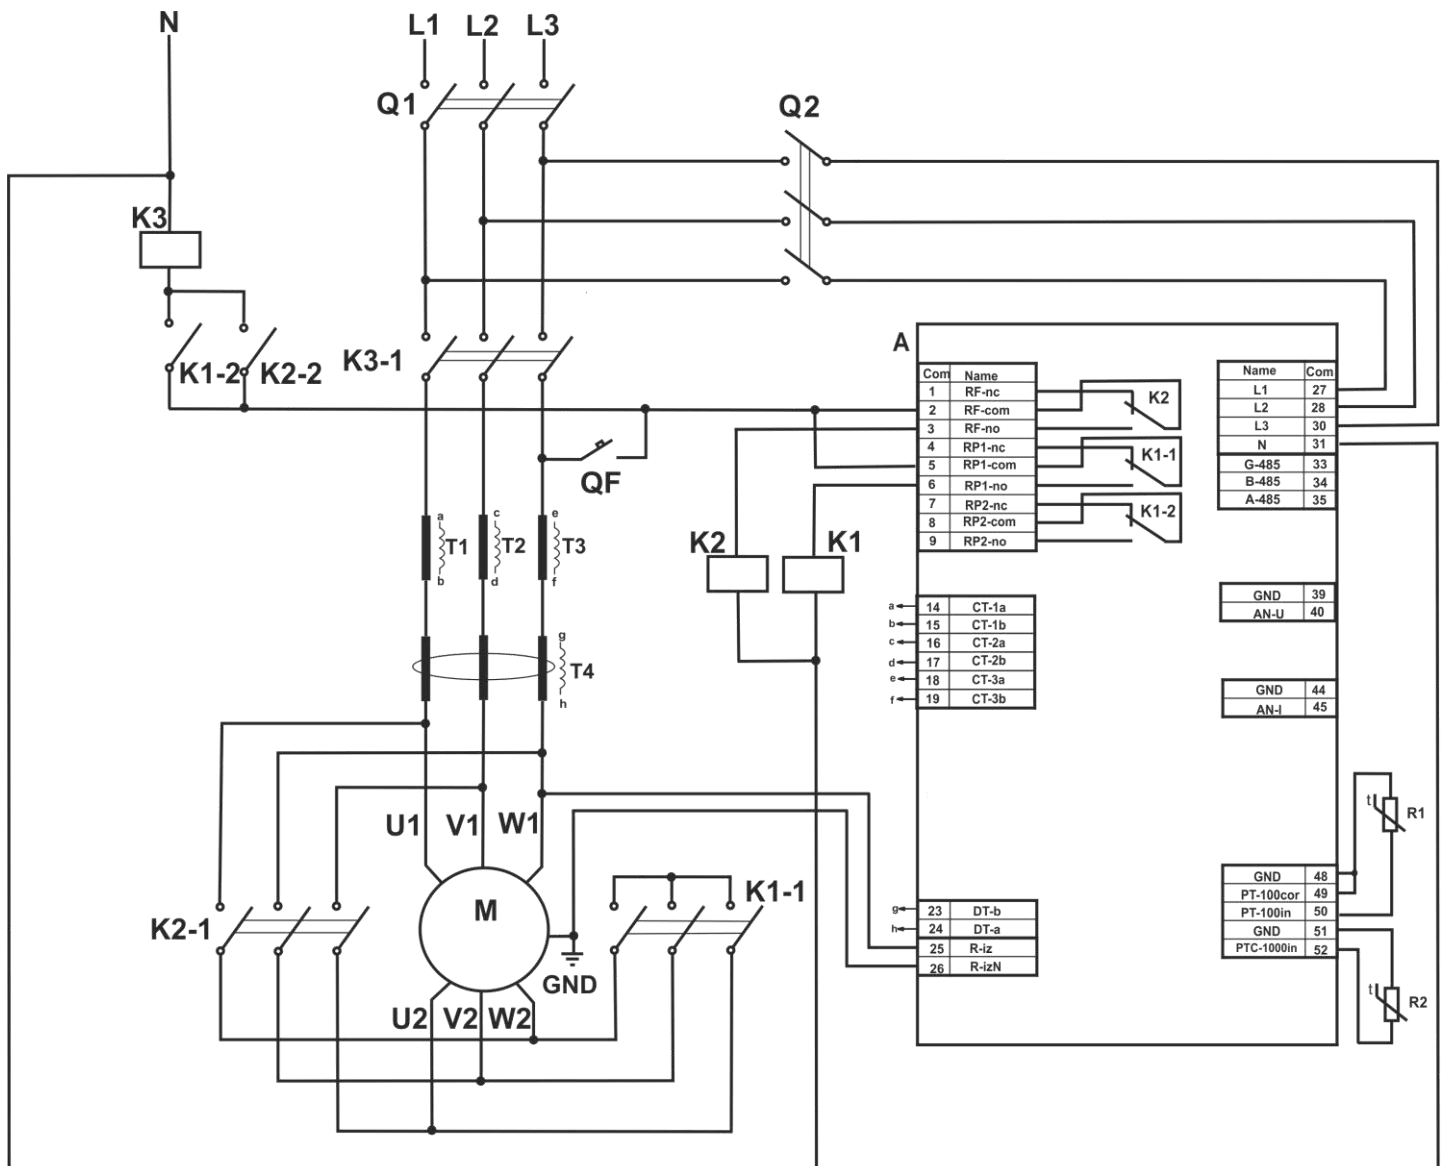 N
L1 L2 L3
Q1
Q2
K3
K3-1
K1-2 K2-2
QF
A
Com Name
1 RF-nc
2 RF-com
3 RF-no
4 RP1-nc
5 RP1-com
6 RP1-no
7 RP2-nc
8 RP2-com
9 RP2-no
K2
K1-1
K1-2
Name Com
L1 27
L2 28
L3 30
N 31
G-485 33
B-485 34
A-485 35
a
b
T1
c
d
T2
e
f
T3
K2 K1
g
h
T4
a 14 CT-1a
b 15 CT-1b
c 16 CT-2a
d 17 CT-2b
e 18 CT-3a
f 19 CT-3b
GND 39
AN-U 40
GND 44
AN-I 45
U1 V1 W1
M
K2-1
K1-1
GND
U2 V2 W2
g 23 DT-b
h 24 DT-a
25 R-iz
26 R-izN
t R1
GND 48
PT-100cor 49
PT-100in 50
GND 51
PTC-1000in 52
t R2